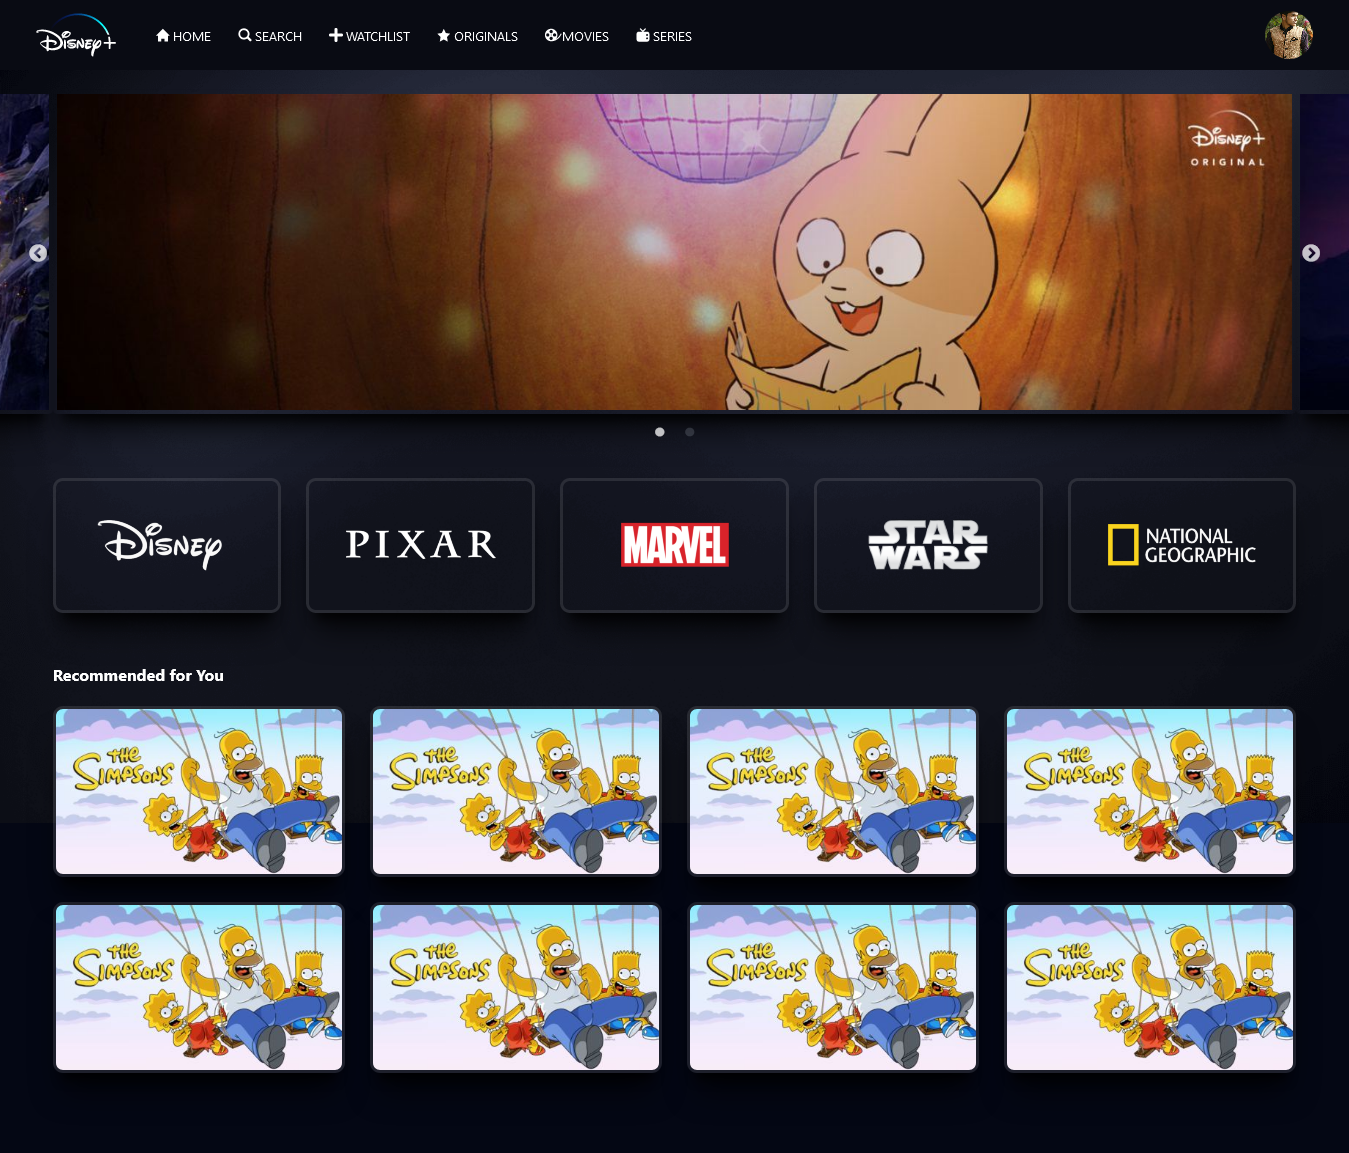 Disney+
HOME
SEARCH
WATCHLIST
ORIGINALS
MOVIES
SERIES
Disney+
ORIGINAL
Disney
PIXAR
MARVEL
STAR
WARS
NATIONAL
GEOGRAPHIC
Recommended for You
THE
SIMPSONS
THE
SIMPSONS
THE
SIMPSONS
THE
SIMPSONS
THE
SIMPSONS
THE
SIMPSONS
THE
SIMPSONS
THE
SIMPSONS